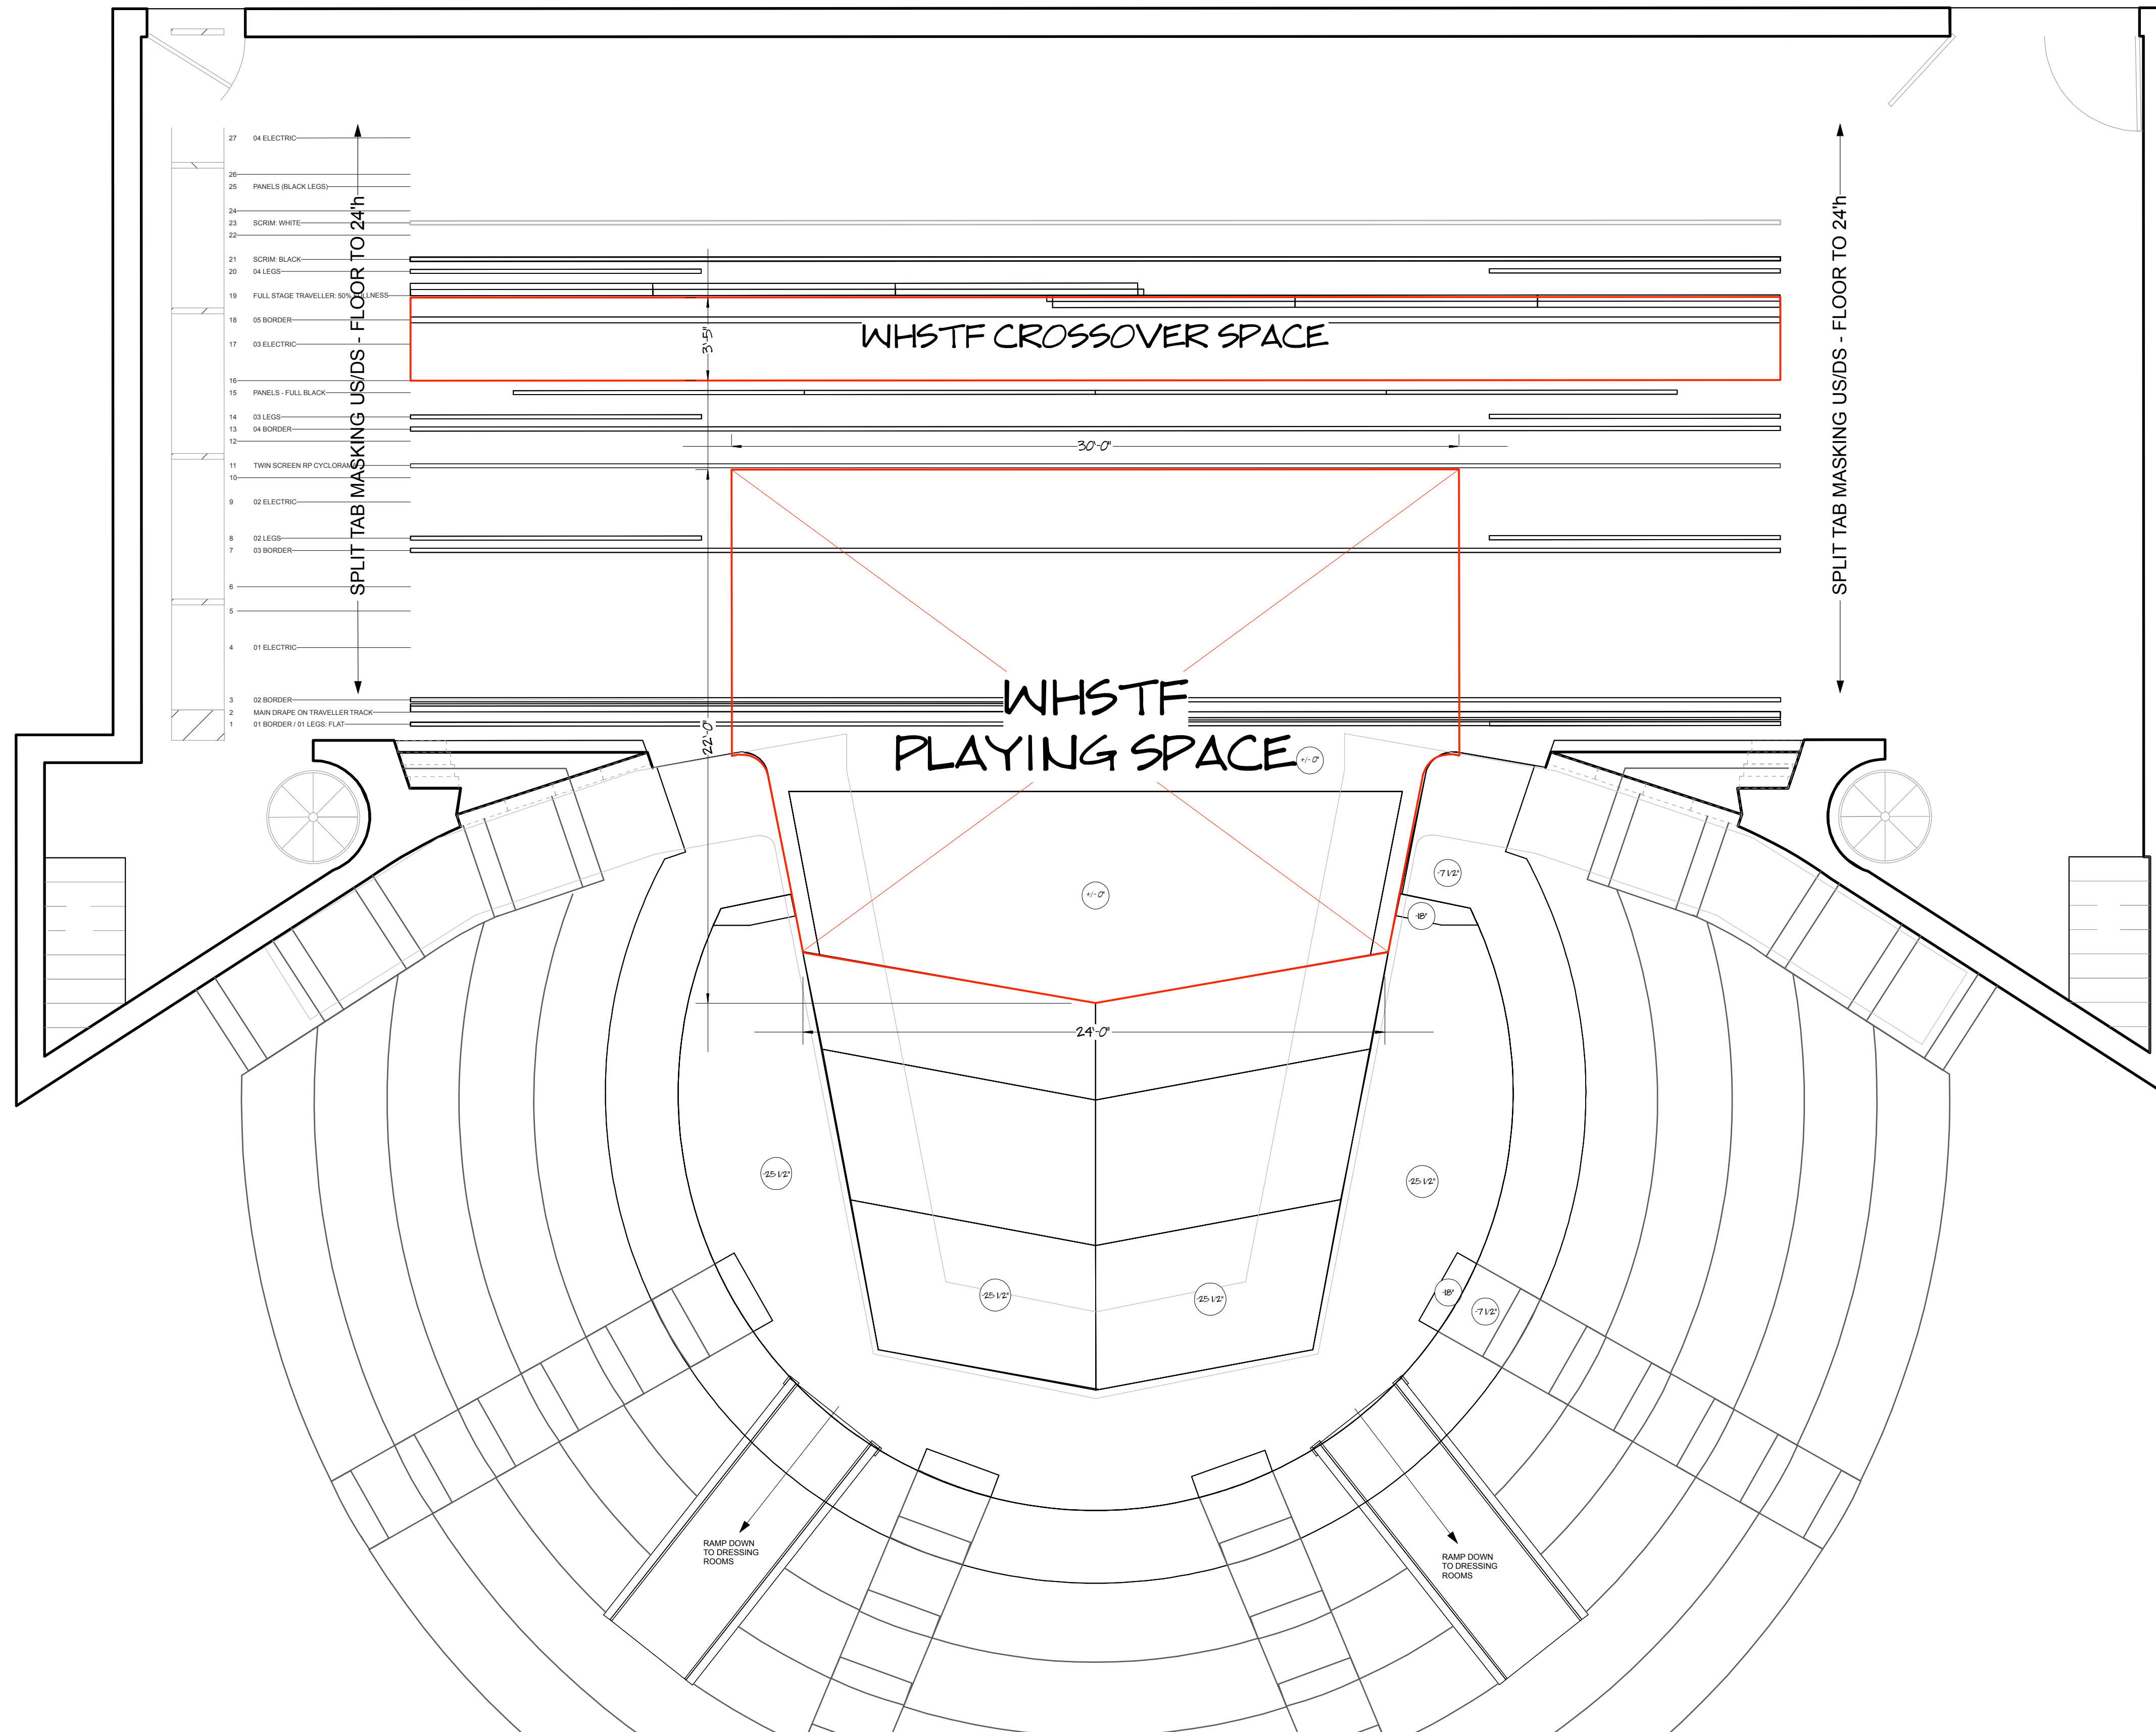 27 04 ELECTRIC
26
25 PANELS (BLACK LEGS)
24
23 SCRIM: WHITE
22
21 SCRIM: BLACK
20 04 LEGS
19 FULL STAGE TRAVELLER: 50% FULLNESS
18 05 BORDER
17 03 ELECTRIC
16
15 PANELS - FULL BLACK
14 03 LEGS
13 04 BORDER
12
11 TWIN SCREEN RP CYCLORAMA
10
9 02 ELECTRIC
8 02 LEGS
7 03 BORDER
6
5
4 01 ELECTRIC
3 02 BORDER
2 MAIN DRAPE ON TRAVELLER TRACK
1 01 BORDER / 01 LEGS: FLAT
SPLIT TAB MASKING US/DS - FLOOR TO 24'h
SPLIT TAB MASKING US/DS - FLOOR TO 24'h
WHSTF CROSSOVER SPACE
3'-5"
30'-0"
WHSTF
PLAYING SPACE
22'-0"
+/- 0"
+/- 0"
-7 1/2"
-18"
24'-0"
-25 1/2"
-25 1/2"
-25 1/2"
-25 1/2"
-18"
-7 1/2"
RAMP DOWN
TO DRESSING
ROOMS
RAMP DOWN
TO DRESSING
ROOMS